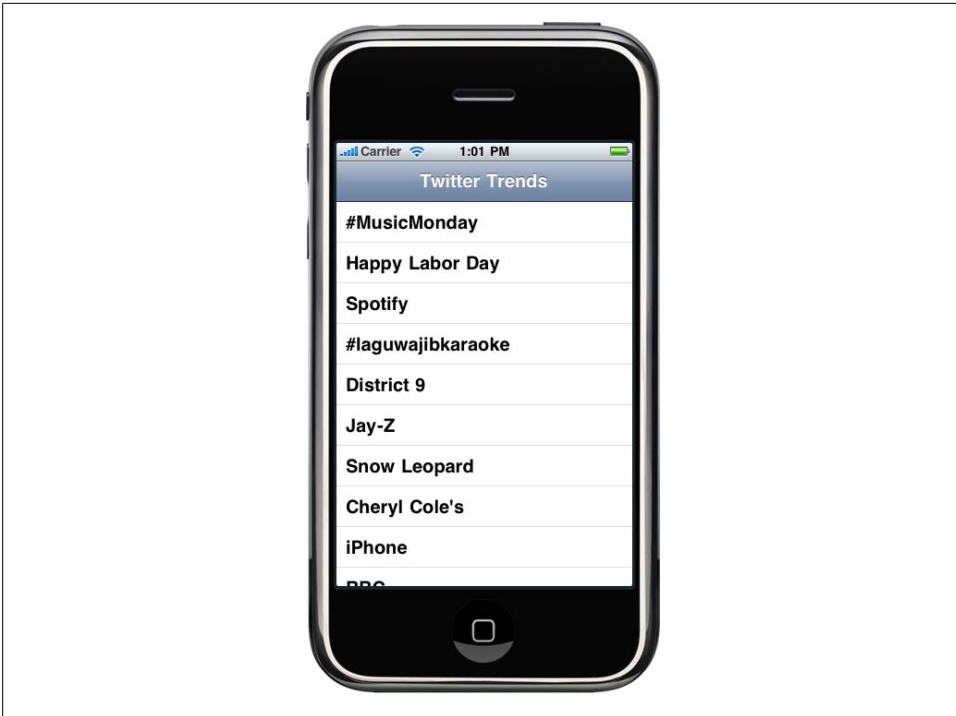 Carrier 1:01 PM
Twitter Trends
#MusicMonday
Happy Labor Day
Spotify
#laguwajibkaraoke
District 9
Jay-Z
Snow Leopard
Cheryl Cole's
iPhone